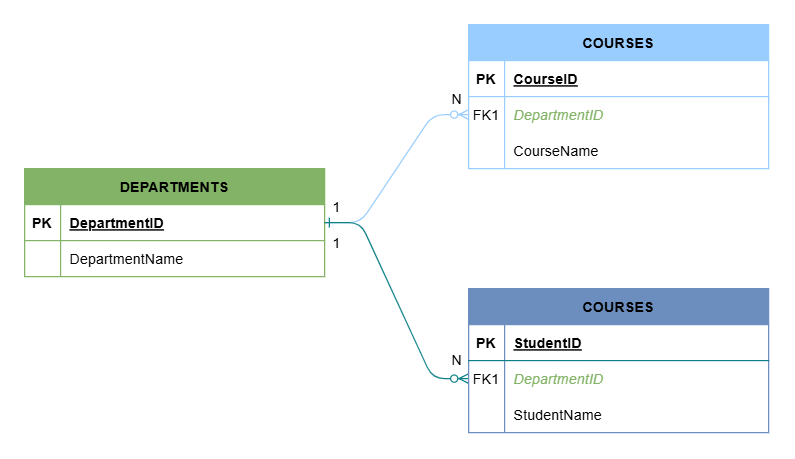 COURSES
PK CourseID
N
FK1 DepartmentID
CourseName
DEPARTMENTS
1
PK DepartmentID
1
DepartmentName
COURSES
PK StudentID
N
FK1 DepartmentID
StudentName